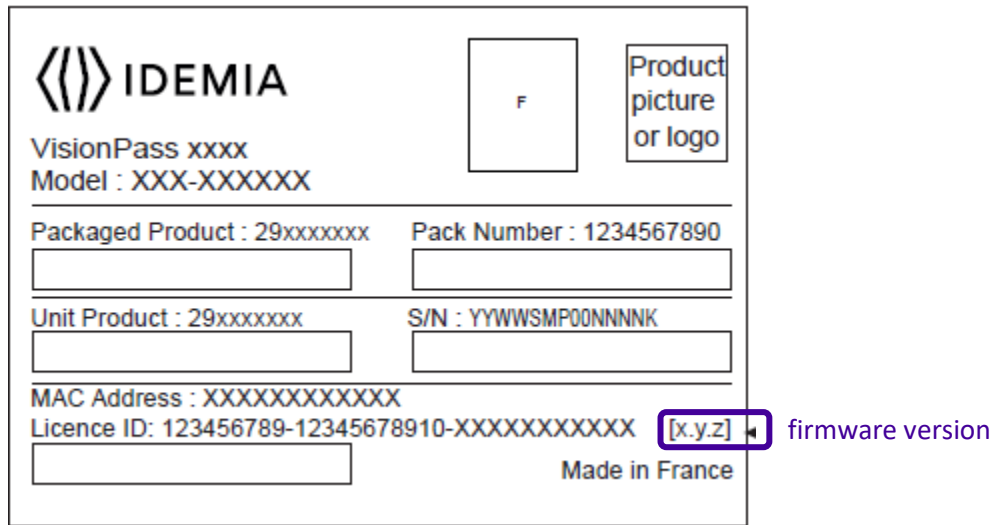 IDEMIA
F
Product
picture
or logo
VisionPass xxxx
Model : XXX-XXXXXX
Packaged Product : 29xxxxxxx Pack Number : 1234567890
Unit Product : 29xxxxxxx S/N : YYWWSMP00NNNNK
MAC Address : XXXXXXXXXXXX
Licence ID: 123456789-12345678910-XXXXXXXXXXX [x.y.z] firmware version
Made in France